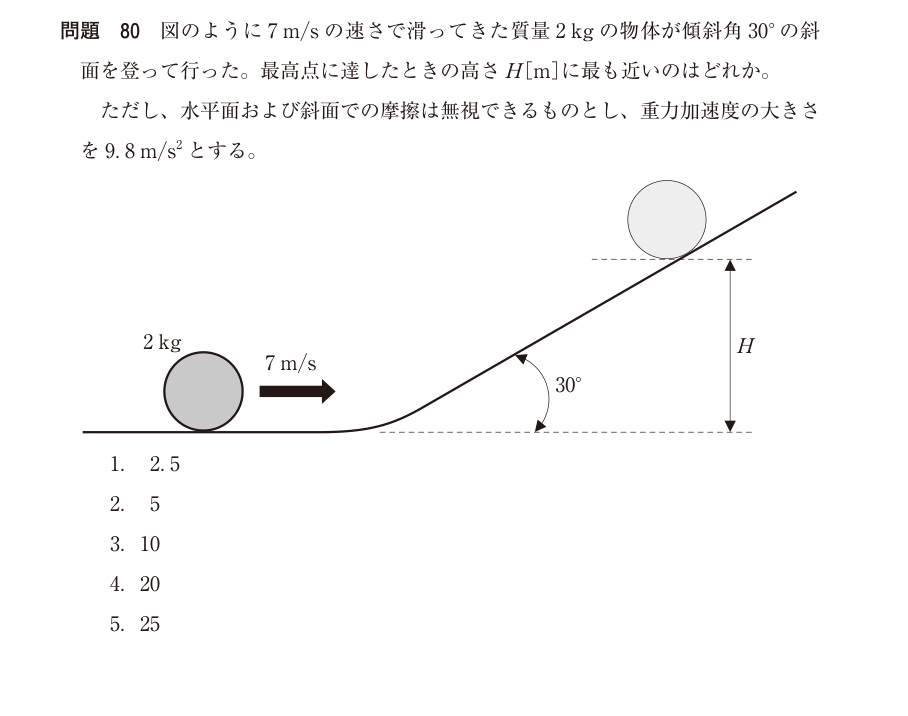 問題 80 図のように 7 m/s の速さで滑ってきた質量 2 kg の物体が傾斜角 30° の斜
面を登って行った。最高点に達したときの高さ H[m]に最も近いのはどれか。
ただし、水平面および斜面での摩擦は無視できるものとし、重力加速度の大きさ
を 9.8 m/s² とする。
2 kg
7 m/s
H
30°
1. 2.5
2. 5
3. 10
4. 20
5. 25